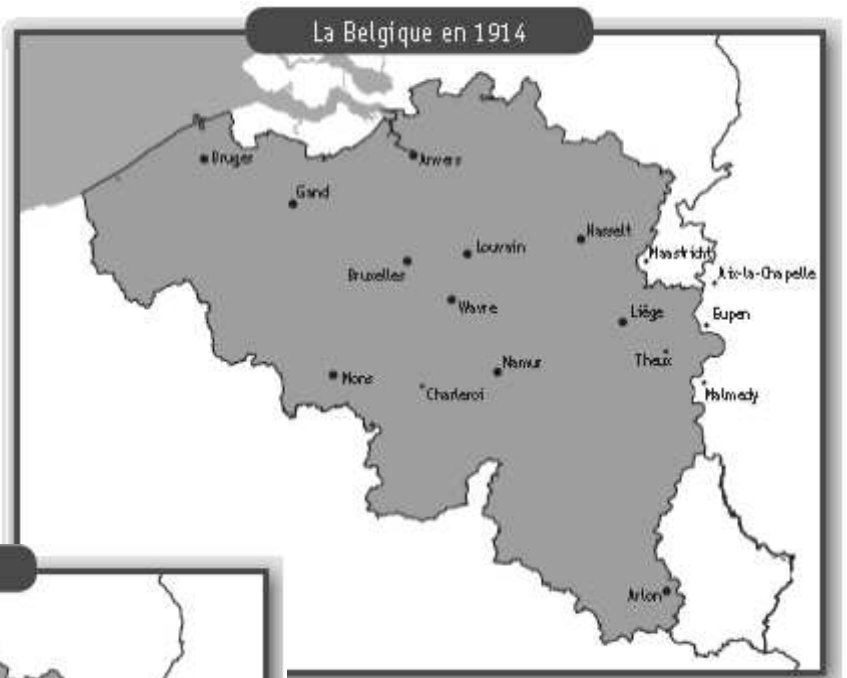 La Belgique en 1914
Bruges
Anvers
Gand
Hasselt
Louvain
Maastricht
Bruxelles
Aix-la-Chapelle
Wavre
Liège
Eupen
Theux
Namur
Mons
Charleroi
Malmedy
Arlon